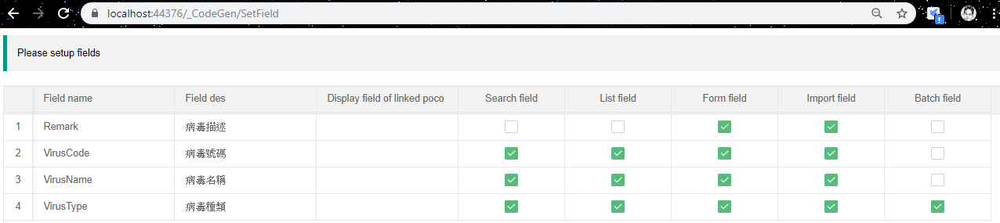 localhost:44376/_CodeGen/SetField
Please setup fields
Field name Field des Display field of linked poco Search field List field Form field Import field Batch field
1 Remark 病毒描述
2 VirusCode 病毒號碼
3 VirusName 病毒名稱
4 VirusType 病毒種類